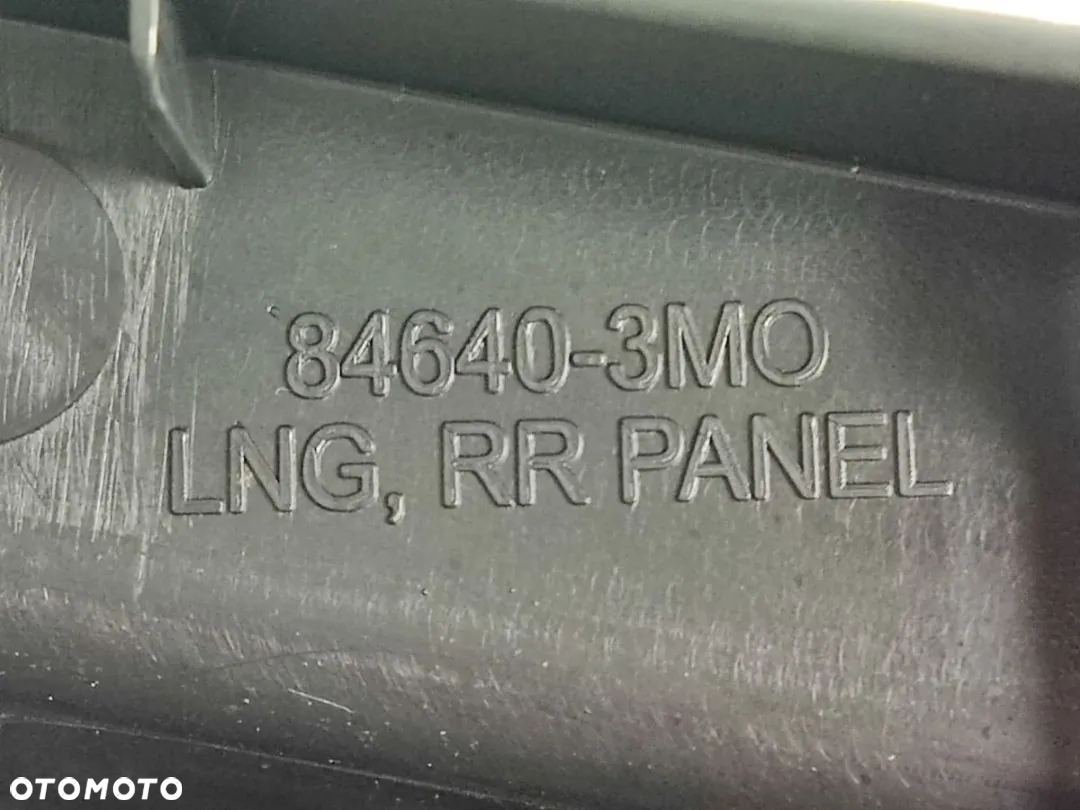 84640-3MO
LNG, RR PANEL
OTOMOTO